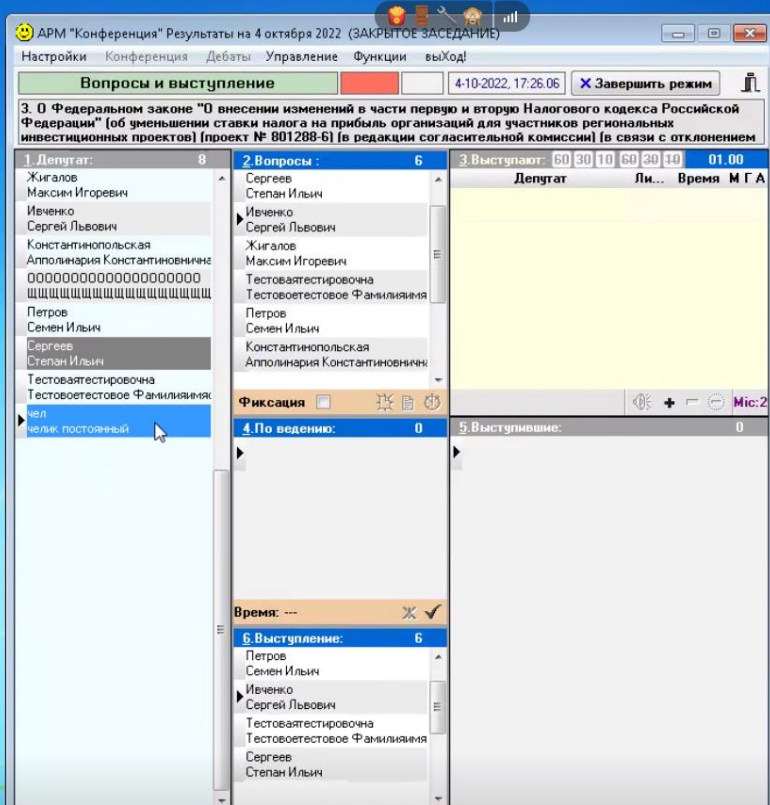 АРМ "Конференция" Результаты на 4 октября 2022 (ЗАКРЫТОЕ ЗАСЕДАНИЕ)
Настройки Конференция Дебаты Управление Функции выХод!
Вопросы и выступление
4-10-2022, 17:26.06
X Завершить режим
3. О Федеральном законе "О внесении изменений в части первую и вторую Налогового кодекса Российской
Федерации" (об уменьшении ставки налога на прибыль организаций для участников региональных
инвестиционных проектов) (проект № 801288-6) (в редакции согласительной комиссии) (в связи с отклонением
1.Депутат: 8
Жигалов
Максим Игоревич
Ивченко
Сергей Львович
Константинопольская
Апполинария Константиновична
ОООООООООООООООООООО
ЩЩЩЩЩЩЩЩЩЩЩЩЩЩЩЩЩ
Петров
Семен Ильич
Сергеев
Степан Ильич
Тестоваятестировочна
Тестовоетестовое Фамилияимяо
чел
челик постоянный
2.Вопросы : 6
Сергеев
Степан Ильич
Ивченко
Сергей Львович
Жигалов
Максим Игоревич
Тестоваятестировочна
Тестовоетестовое Фамилияимя
Петров
Семен Ильич
Константинопольская
Апполинария Константиновична
Фиксация
3.Выступают: 60 30 10 60 30 10 01.00
Депутат Ли... Время М Г А
Mic:2
4.По ведению: 0
Время: ---
5.Выступившие: 0
6.Выступление: 6
Петров
Семен Ильич
Ивченко
Сергей Львович
Тестоваятестировочна
Тестовоетестовое Фамилияимя
Сергеев
Степан Ильич